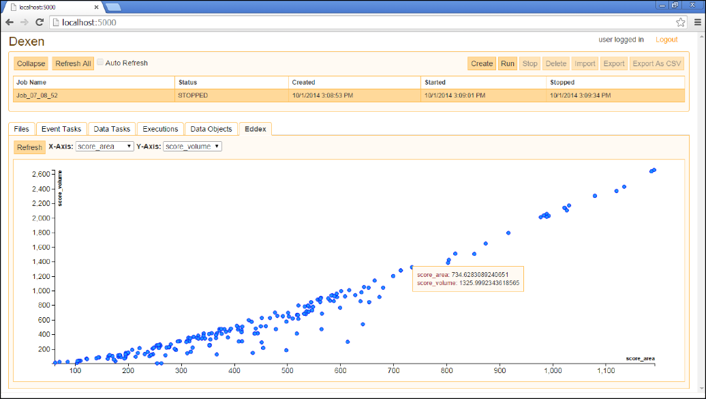 localhost:5000
localhost:5000
Dexen
user logged in Logout
Collapse Refresh All Auto Refresh Create Run Stop Delete Import Export Export As CSV
Job Name Status Created Started Stopped
Job_07_08_52 STOPPED 10/1/2014 3:08:53 PM 10/1/2014 3:09:01 PM 10/1/2014 3:09:34 PM
Files Event Tasks Data Tasks Executions Data Objects Eddex
Refresh X-Axis: score_area Y-Axis: score_volume
score_volume
2,600
2,400
2,200
2,000
1,800
1,600
1,400
1,200
1,000
800
600
400
200
score_area: 734.6283089240651
score_volume: 1325.9992343618565
score_area
100 200 300 400 500 600 700 800 900 1,000 1,100